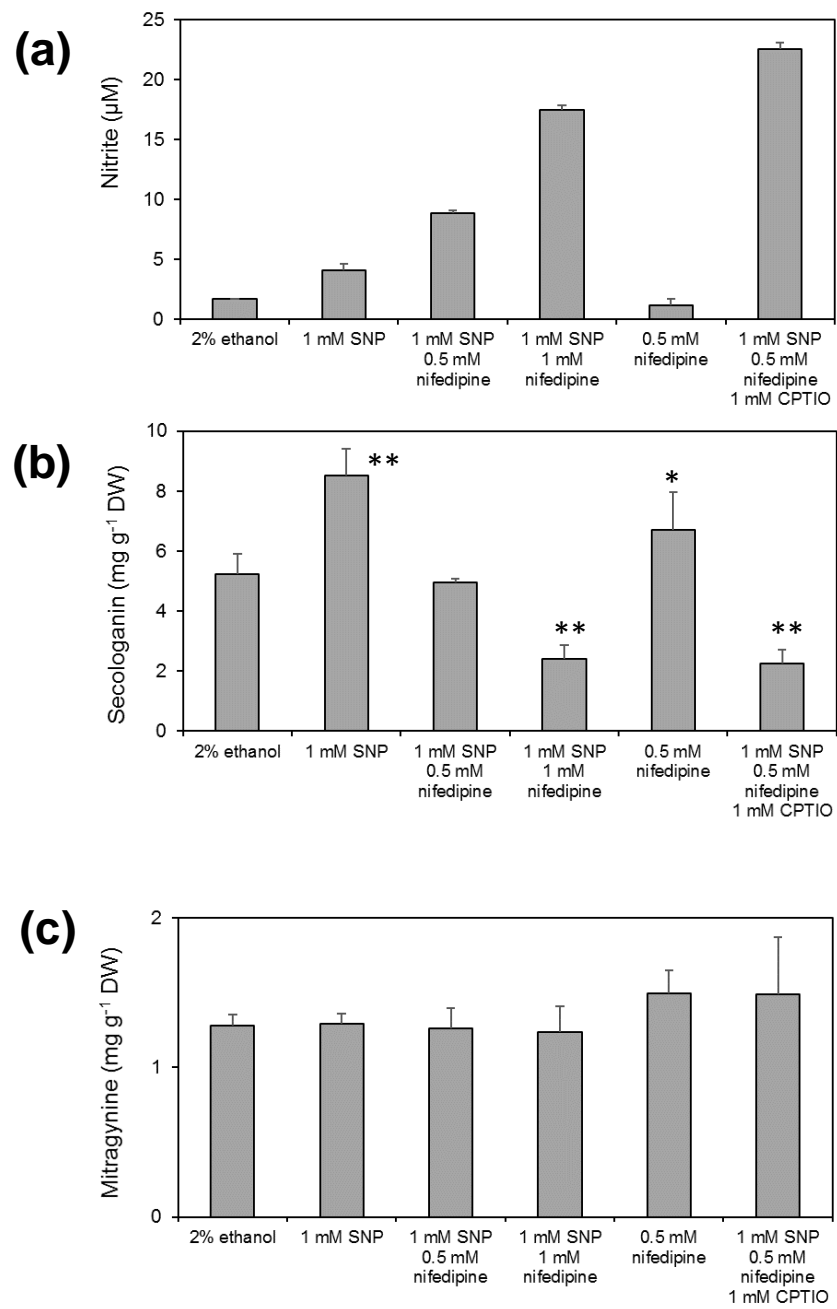 (a)
Nitrite (µM)
25
20
15
10
5
0
2% ethanol
1 mM SNP
1 mM SNP
0.5 mM
nifedipine
1 mM SNP
1 mM
nifedipine
0.5 mM
nifedipine
1 mM SNP
0.5 mM
nifedipine
1 mM CPTIO
(b)
Secologanin (mg g⁻¹ DW)
10
8
6
4
2
0
**
**
*
**
2% ethanol
1 mM SNP
1 mM SNP
0.5 mM
nifedipine
1 mM SNP
1 mM
nifedipine
0.5 mM
nifedipine
1 mM SNP
0.5 mM
nifedipine
1 mM CPTIO
(c)
Mitragynine (mg g⁻¹ DW)
2
1
0
2% ethanol
1 mM SNP
1 mM SNP
0.5 mM
nifedipine
1 mM SNP
1 mM
nifedipine
0.5 mM
nifedipine
1 mM SNP
0.5 mM
nifedipine
1 mM CPTIO